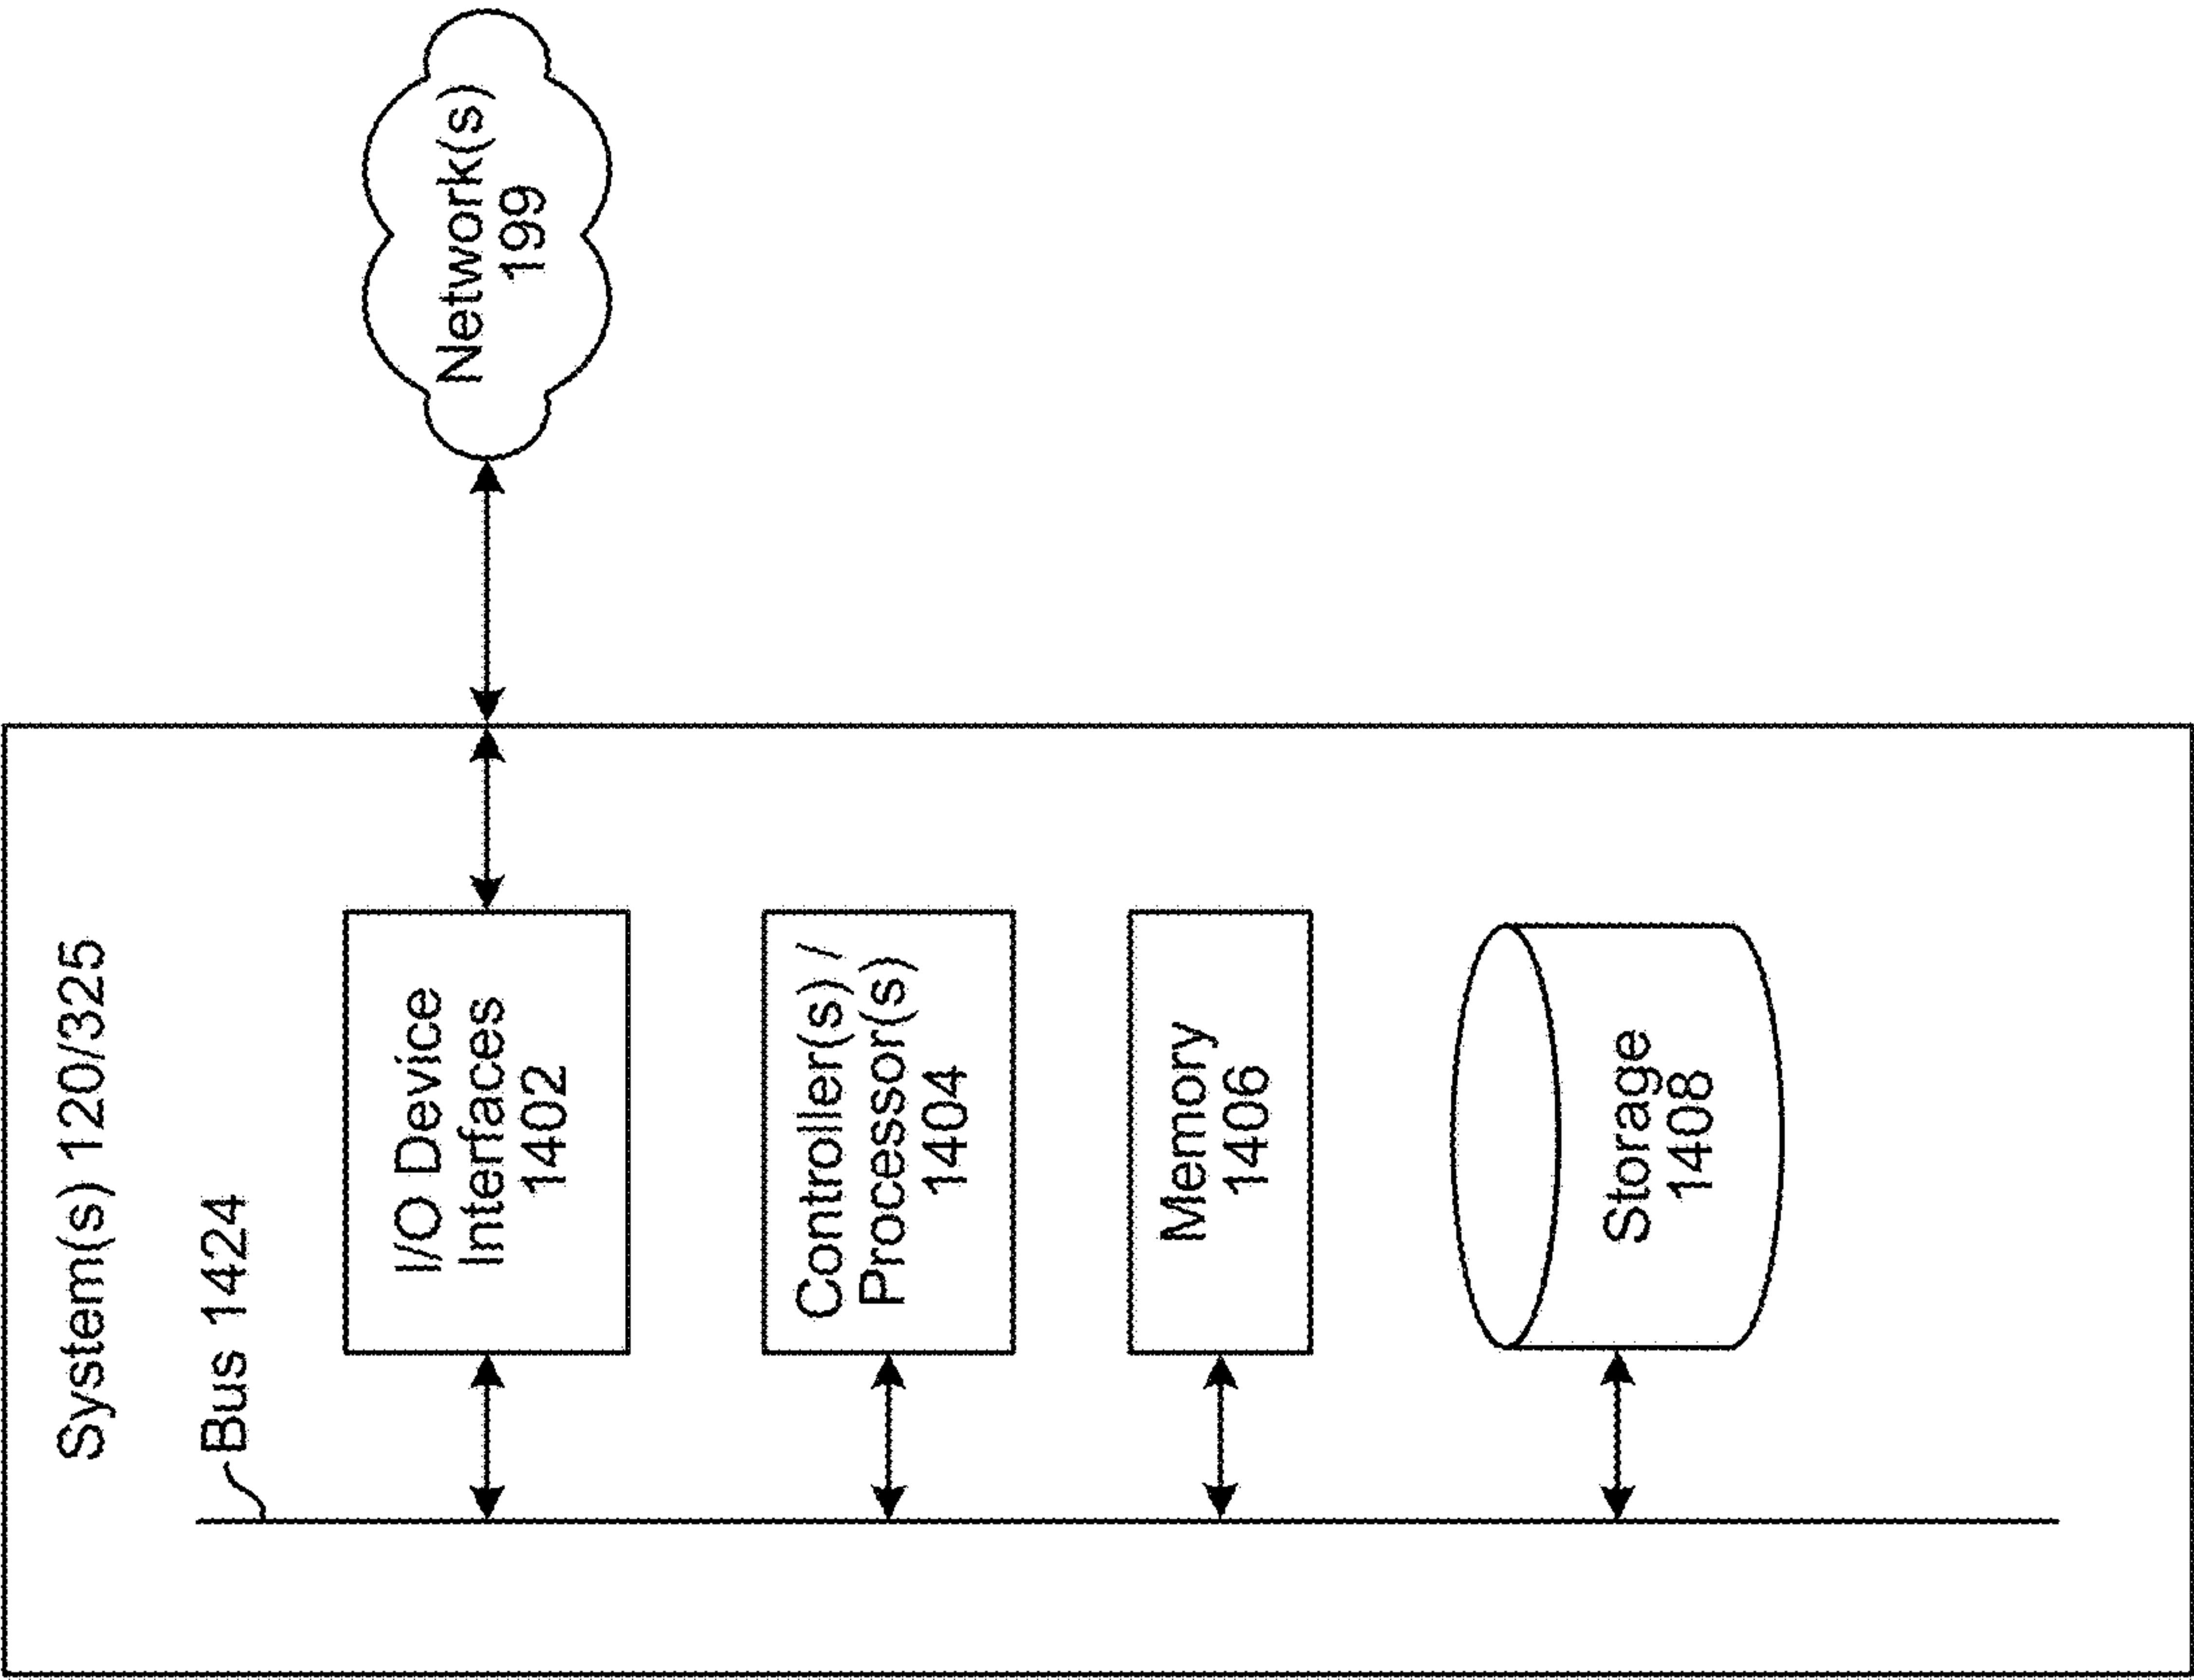 System(s) 120/325
Bus 1424
I/O Device
Interfaces
1402
Network(s)
199
Controller(s) /
Processor(s)
1404
Memory
1406
Storage
1408